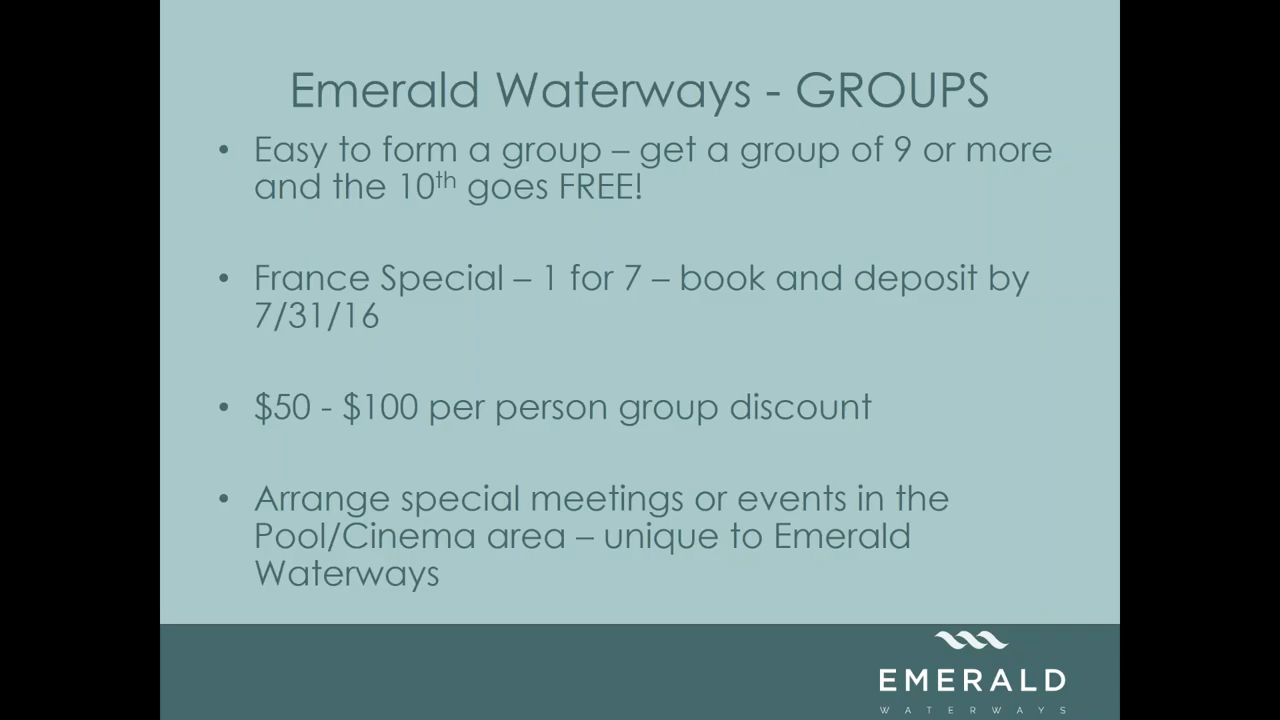 Emerald Waterways - GROUPS
• Easy to form a group – get a group of 9 or more
and the 10th goes FREE!
• France Special – 1 for 7 – book and deposit by
7/31/16
• $50 - $100 per person group discount
• Arrange special meetings or events in the
Pool/Cinema area – unique to Emerald
Waterways
EMERALD
WATERWAYS